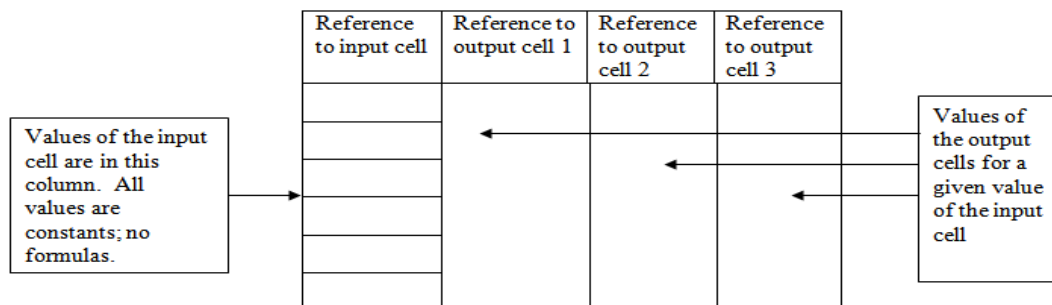 Reference
to input cell
Reference to
output cell 1
Reference
to output
cell 2
Reference
to output
cell 3
Values of the input
cell are in this
column. All
values are
constants; no
formulas.
Values of
the output
cells for a
given value
of the input
cell